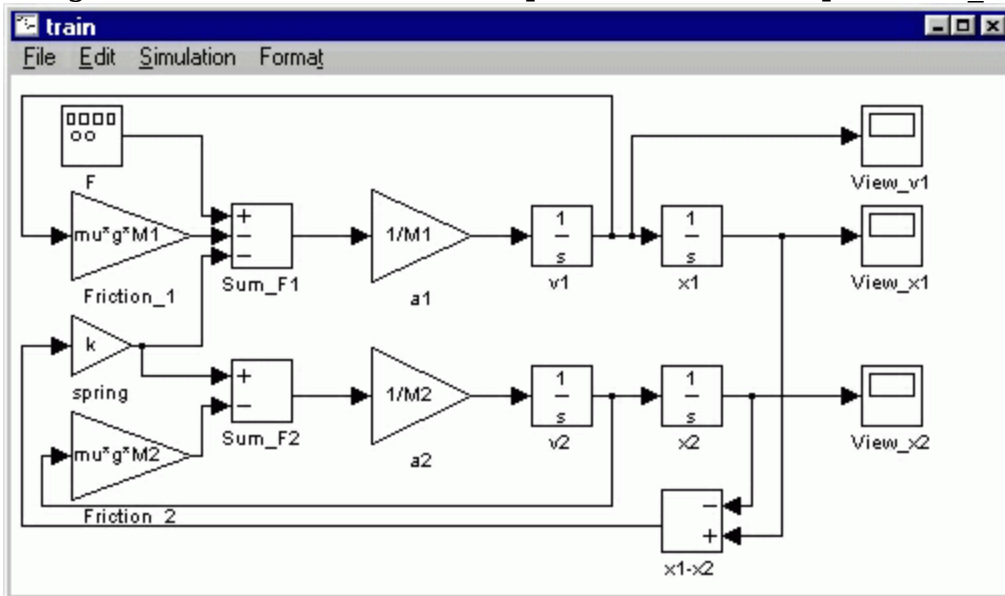 train
File Edit Simulation Format
F
mu*g*M1
Friction_1
+
−
−
Sum_F1
1/M1
a1
1
s
v1
1
s
x1
View_v1
View_x1
k
spring
mu*g*M2
Friction_2
+
−
Sum_F2
1/M2
a2
1
s
v2
1
s
x2
View_x2
−
+
x1-x2